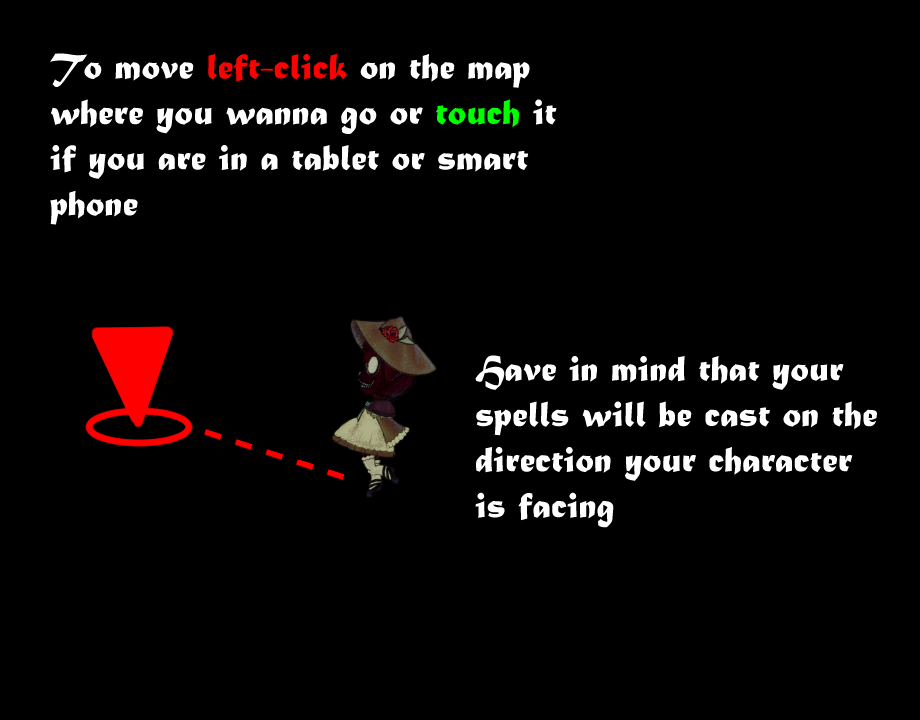 To move left-click on the map
where you wanna go or touch it
if you are in a tablet or smart
phone
Have in mind that your
spells will be cast on the
direction your character
is facing